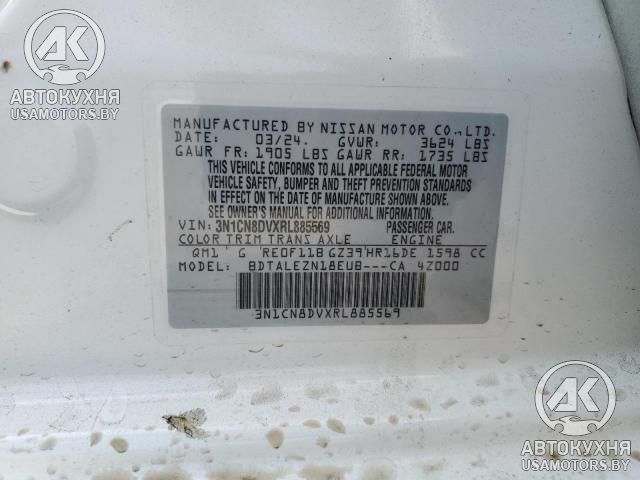 AK
АВТОКУХНЯ
USAMOTORS.BY
MANUFACTURED BY NISSAN MOTOR CO.,LTD.
DATE: 03/24. GVWR: 3624 LBS
GAWR FR: 1905 LBS GAWR RR: 1735 LBS
THIS VEHICLE CONFORMS TO ALL APPLICABLE FEDERAL MOTOR
VEHICLE SAFETY, BUMPER AND THEFT PREVENTION STANDARDS
IN EFFECT ON THE DATE OF MANUFACTURE SHOWN ABOVE.
SEE OWNER'S MANUAL FOR ADDITIONAL INFORMATION.
VIN: 3N1CN8DVXRL885569 PASSENGER CAR.
COLOR TRIM TRANS AXLE ENGINE
QM1 G RE0F11B GZ39 HR16DE 1598 CC
MODEL: BDTALEZN18EUB---CA 4Z000
3N1CN8DVXRL885569
AK
АВТОКУХНЯ
USAMOTORS.BY